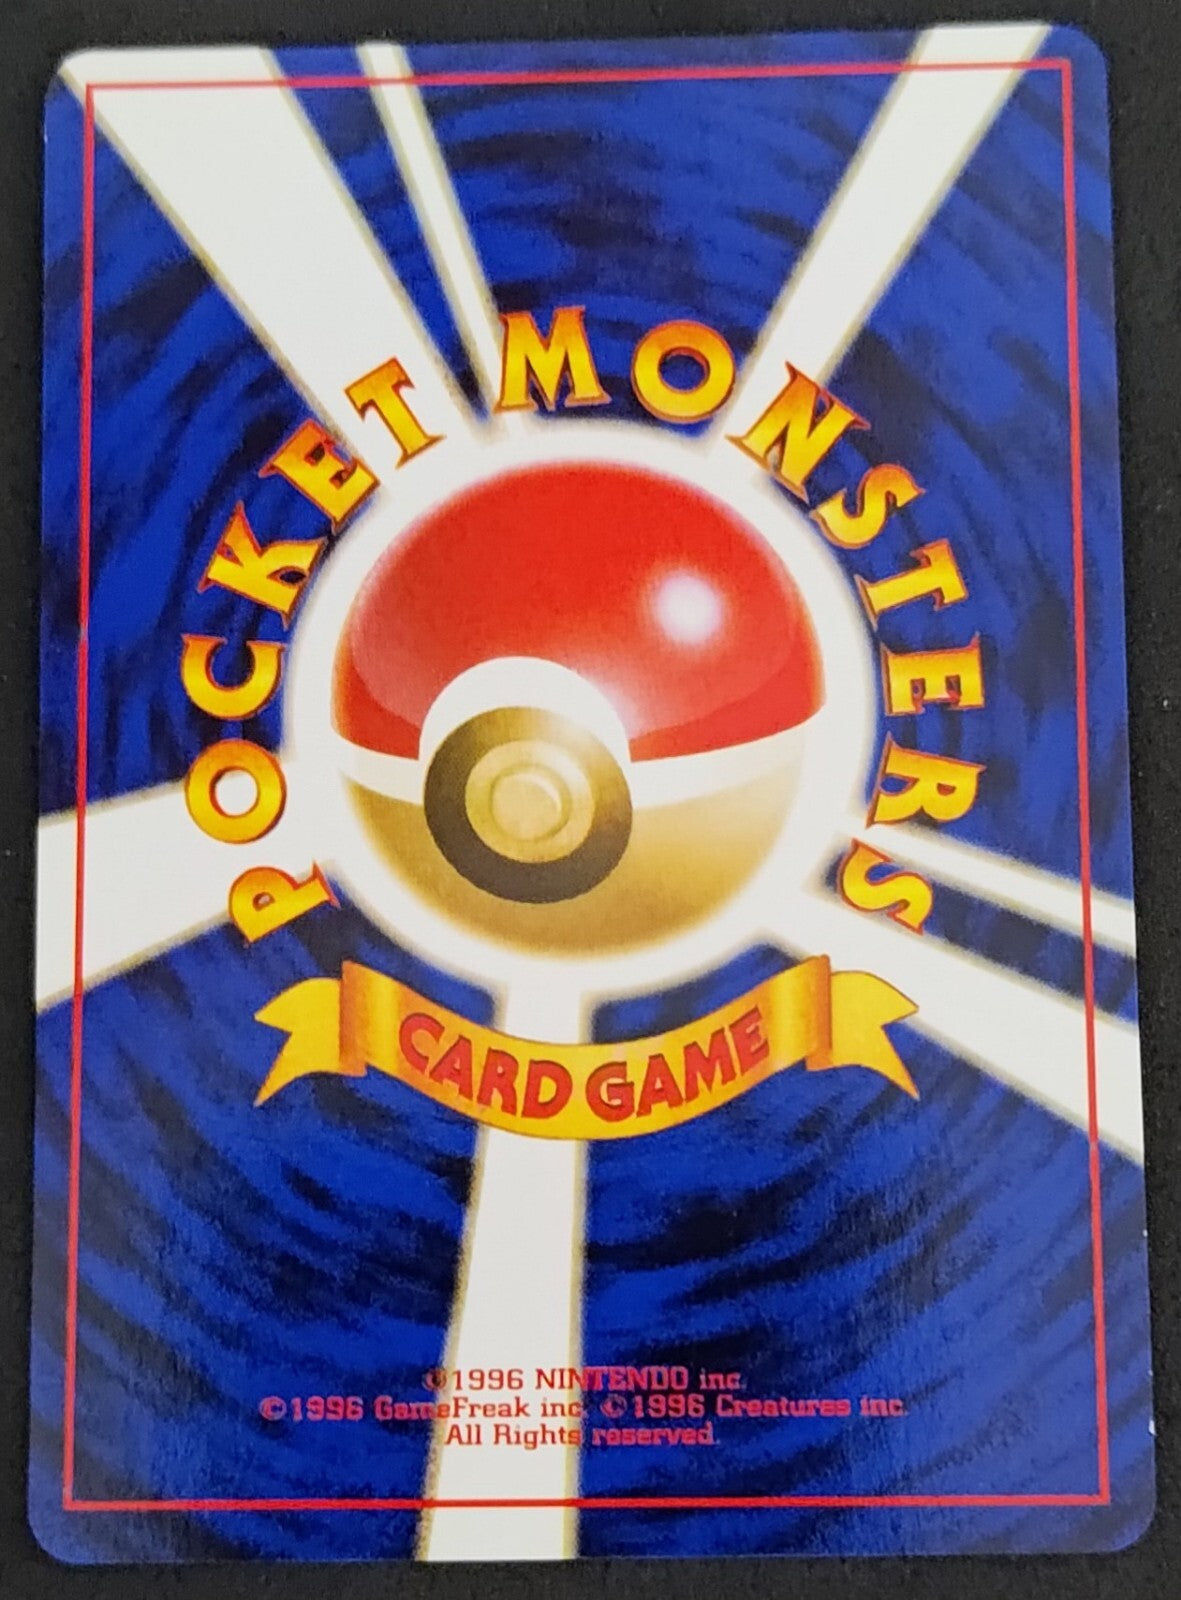 POCKET MONSTERS
CARD GAME
©1996 NINTENDO inc.
©1996 GameFreak inc. ©1996 Creatures inc.
All Rights reserved.